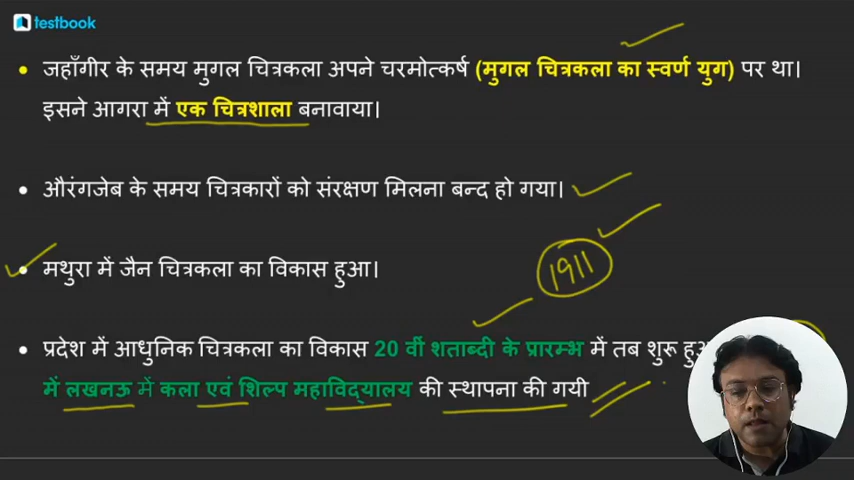 testbook
जहाँगीर के समय मुगल चित्रकला अपने चरमोत्कर्ष (मुगल चित्रकला का स्वर्ण युग) पर था।
इसने आगरा में एक चित्रशाला बनावाया।
औरंगजेब के समय चित्रकारों को संरक्षण मिलना बन्द हो गया।
मथुरा में जैन चित्रकला का विकास हुआ।
1911
प्रदेश में आधुनिक चित्रकला का विकास 20 वीं शताब्दी के प्रारम्भ में तब शुरू
में लखनऊ में कला एवं शिल्प महाविद्यालय की स्थापना की गयी